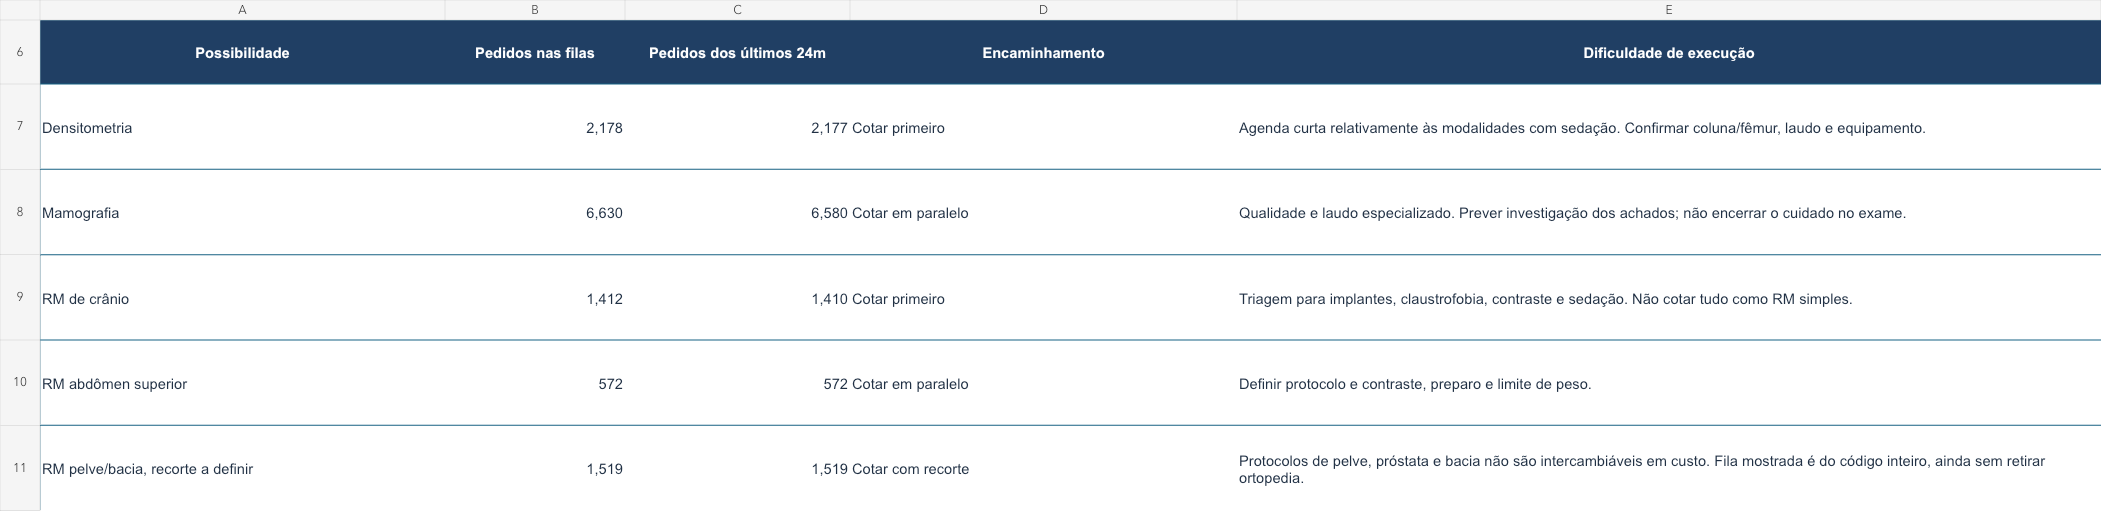 A B C D E
6 Possibilidade Pedidos nas filas Pedidos dos últimos 24m Encaminhamento Dificuldade de execução
7 Densitometria 2,178 2,177 Cotar primeiro Agenda curta relativamente às modalidades com sedação. Confirmar coluna/fêmur, laudo e equipamento.
8 Mamografia 6,630 6,580 Cotar em paralelo Qualidade e laudo especializado. Prever investigação dos achados; não encerrar o cuidado no exame.
9 RM de crânio 1,412 1,410 Cotar primeiro Triagem para implantes, claustrofobia, contraste e sedação. Não cotar tudo como RM simples.
10 RM abdômen superior 572 572 Cotar em paralelo Definir protocolo e contraste, preparo e limite de peso.
11 RM pelve/bacia, recorte a definir 1,519 1,519 Cotar com recorte Protocolos de pelve, próstata e bacia não são intercambiáveis em custo. Fila mostrada é do código inteiro, ainda sem retirar
ortopedia.